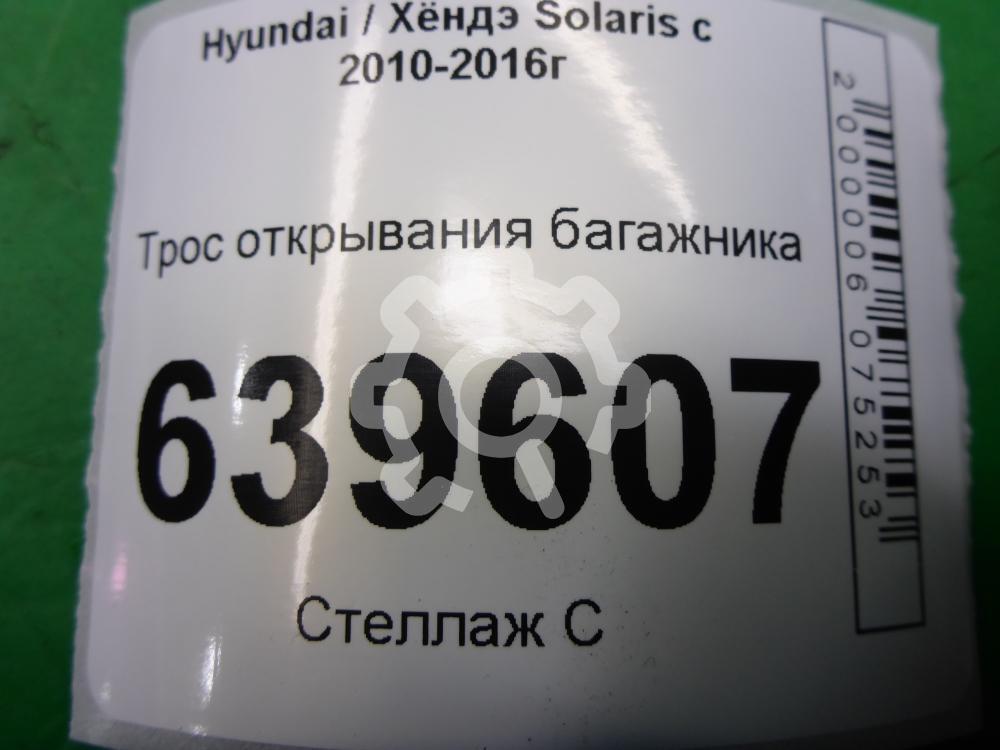 Hyundai / Хёндэ Solaris с
2010-2016г
Трос открывания багажника
639607
Стеллаж С
2000006075253